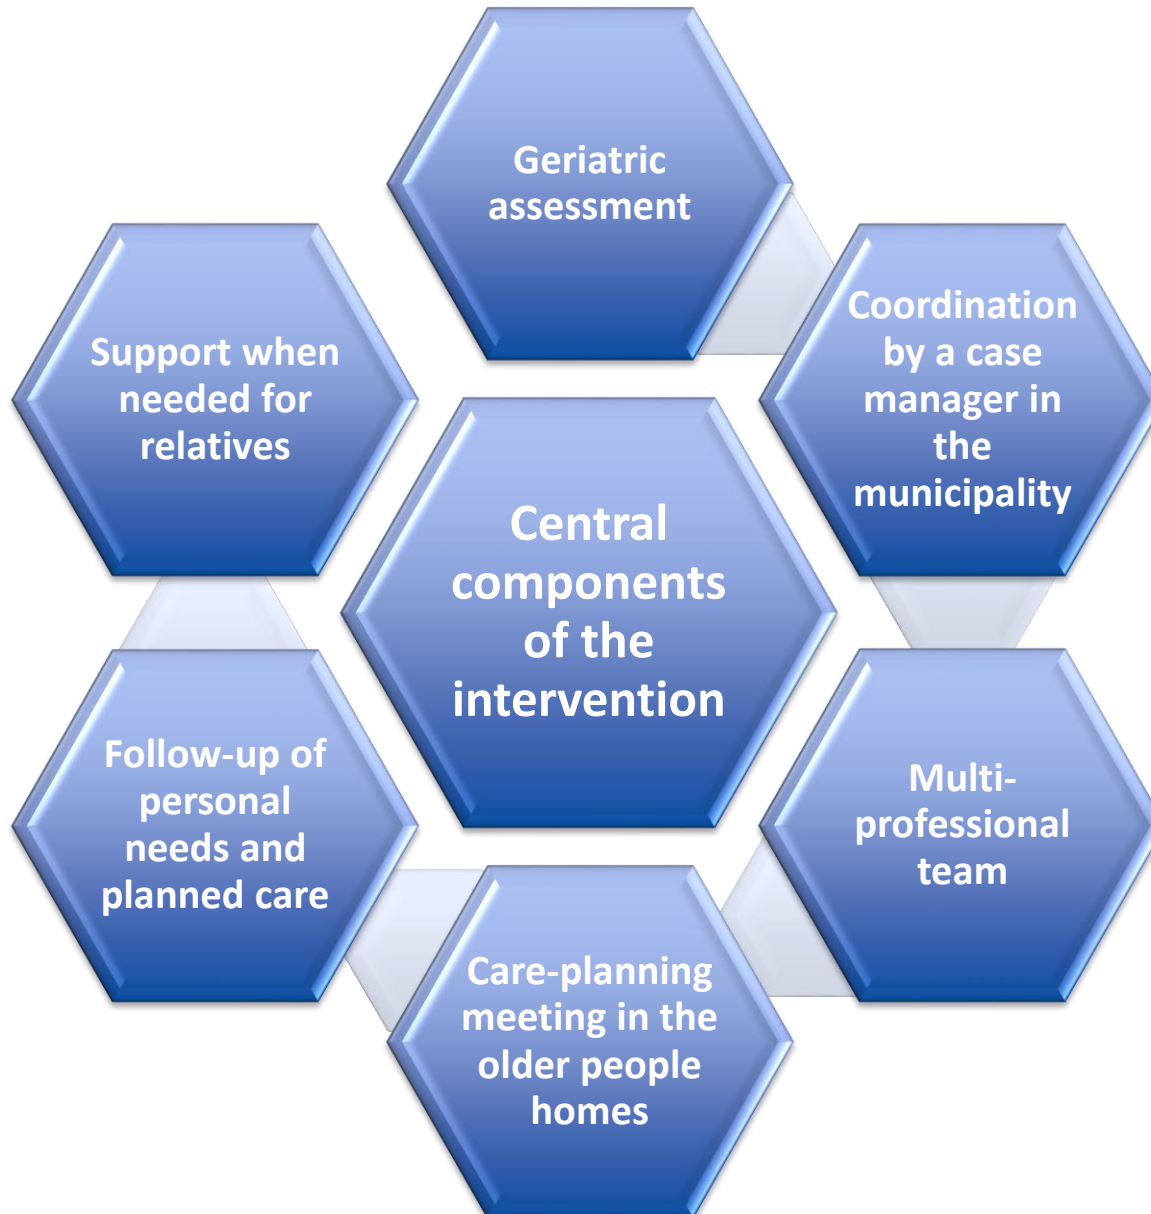 Geriatric
assessment
Coordination
by a case
manager in
the
municipality
Support when
needed for
relatives
Central
components
of the
intervention
Multi-
professional
team
Follow-up of
personal
needs and
planned care
Care-planning
meeting in the
older people
homes